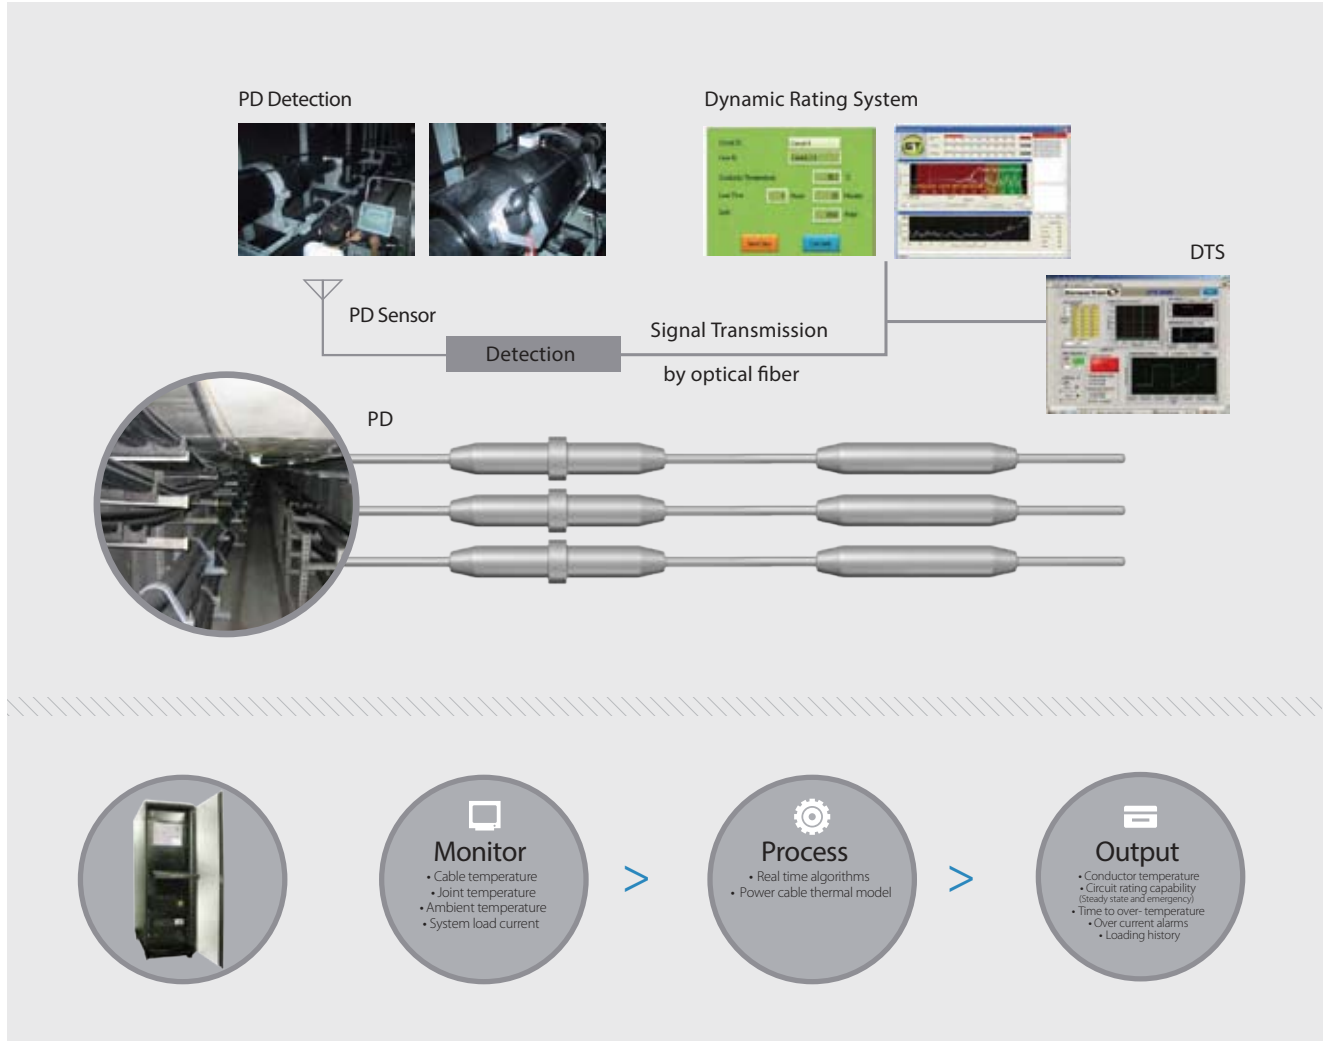 PD Detection
Dynamic Rating System
DTS
PD Sensor
Detection
Signal Transmission
by optical fiber
PD
Monitor
• Cable temperature
• Joint temperature
• Ambient temperature
• System load current
>
Process
• Real time algorithms
• Power cable thermal model
>
Output
• Conductor temperature
• Circuit rating capability
(Steady state and emergency)
• Time to over- temperature
• Over current alarms
• Loading history